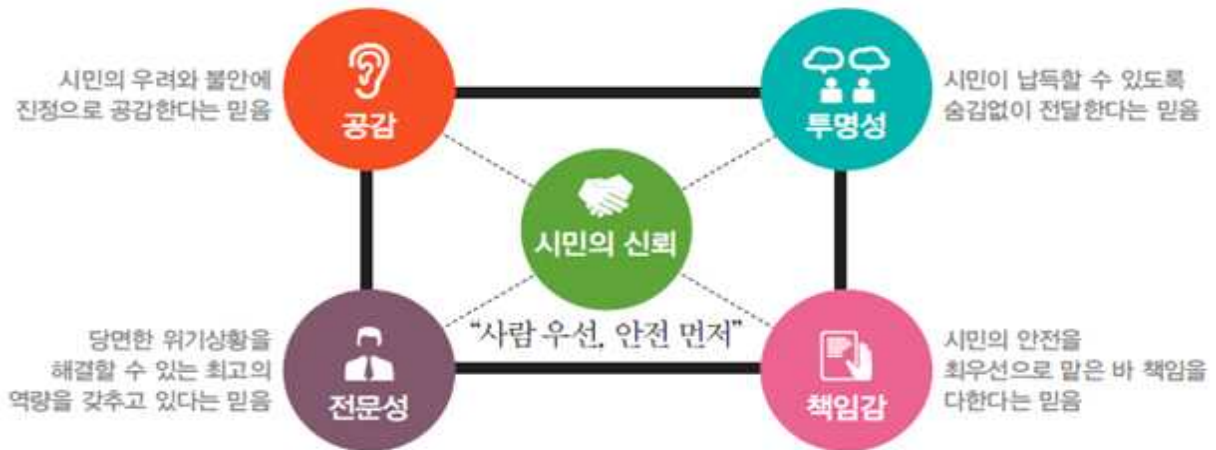 시민의 우려와 불안에
진정으로 공감한다는 믿음
공감
투명성
시민이 납득할 수 있도록
숨김없이 전달한다는 믿음
시민의 신뢰
“사람 우선, 안전 먼저”
당면한 위기상황을
해결할 수 있는 최고의
역량을 갖추고 있다는 믿음
전문성
책임감
시민의 안전을
최우선으로 맡은 바 책임을
다한다는 믿음